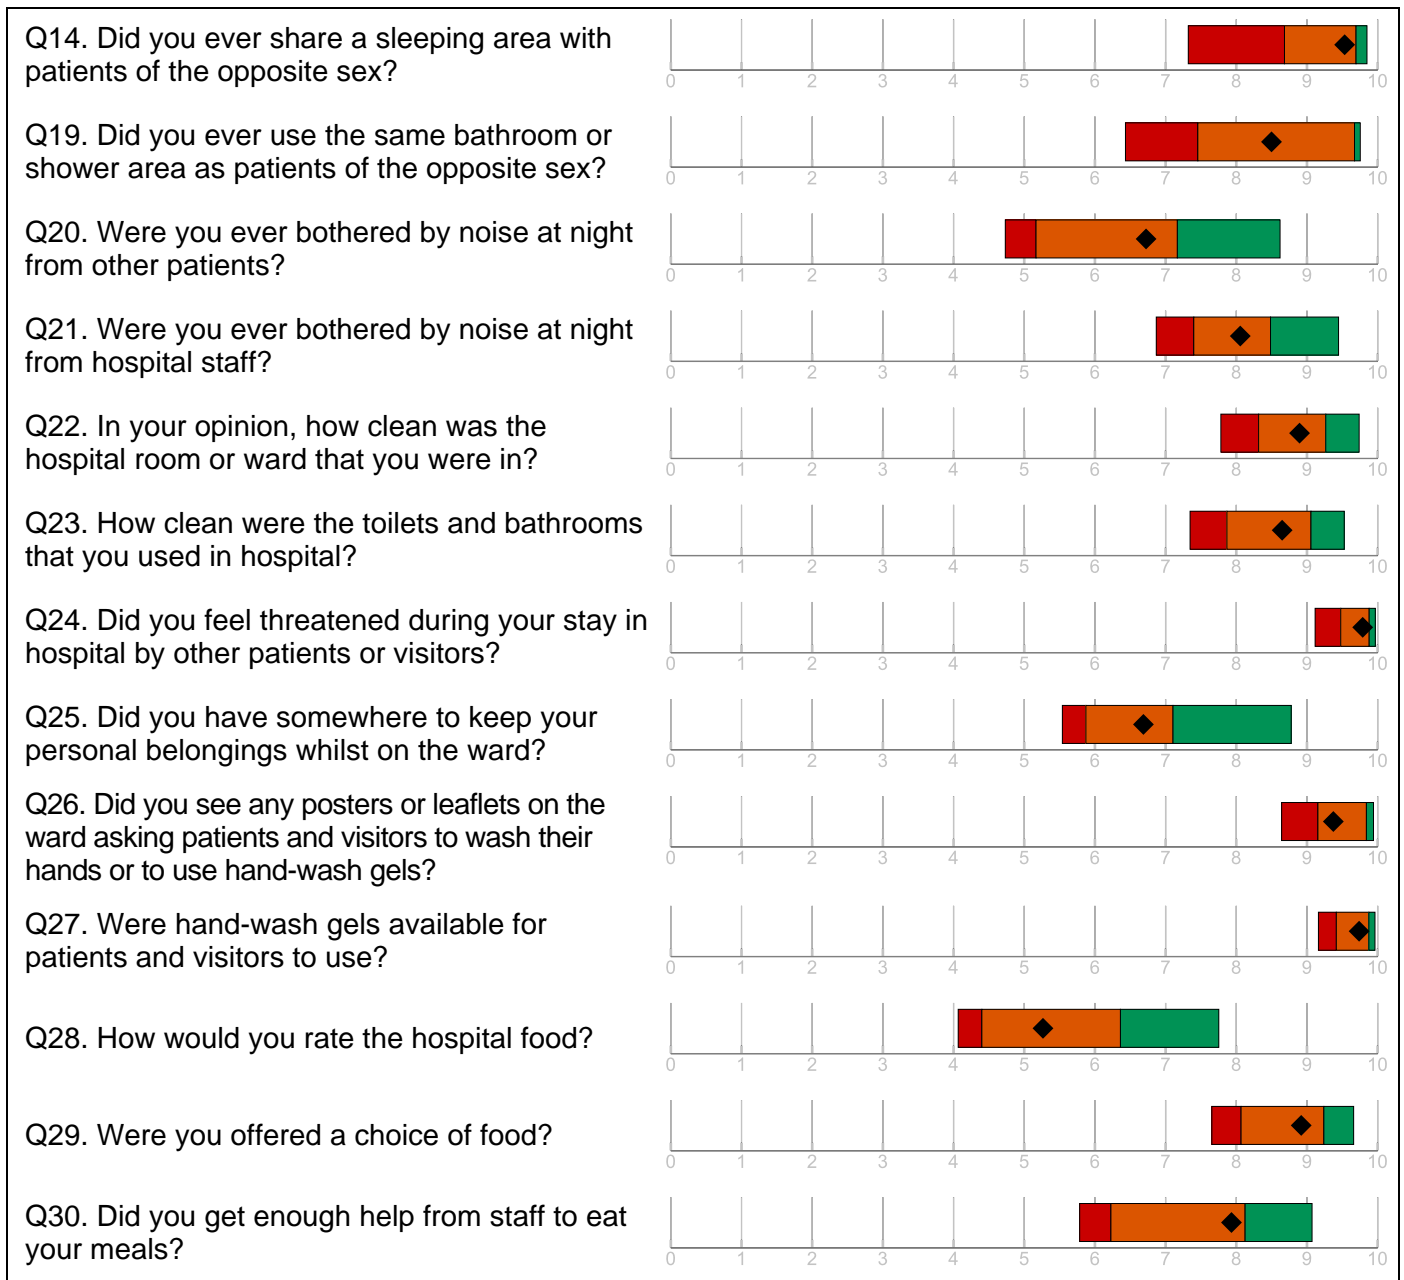 Q14. Did you ever share a sleeping area with
patients of the opposite sex?
0 1 2 3 4 5 6 7 8 9 10
Q19. Did you ever use the same bathroom or
shower area as patients of the opposite sex?
0 1 2 3 4 5 6 7 8 9 10
Q20. Were you ever bothered by noise at night
from other patients?
0 1 2 3 4 5 6 7 8 9 10
Q21. Were you ever bothered by noise at night
from hospital staff?
0 1 2 3 4 5 6 7 8 9 10
Q22. In your opinion, how clean was the
hospital room or ward that you were in?
0 1 2 3 4 5 6 7 8 9 10
Q23. How clean were the toilets and bathrooms
that you used in hospital?
0 1 2 3 4 5 6 7 8 9 10
Q24. Did you feel threatened during your stay in
hospital by other patients or visitors?
0 1 2 3 4 5 6 7 8 9 10
Q25. Did you have somewhere to keep your
personal belongings whilst on the ward?
0 1 2 3 4 5 6 7 8 9 10
Q26. Did you see any posters or leaflets on the
ward asking patients and visitors to wash their
hands or to use hand-wash gels?
0 1 2 3 4 5 6 7 8 9 10
Q27. Were hand-wash gels available for
patients and visitors to use?
0 1 2 3 4 5 6 7 8 9 10
Q28. How would you rate the hospital food?
0 1 2 3 4 5 6 7 8 9 10
Q29. Were you offered a choice of food?
0 1 2 3 4 5 6 7 8 9 10
Q30. Did you get enough help from staff to eat
your meals?
0 1 2 3 4 5 6 7 8 9 10